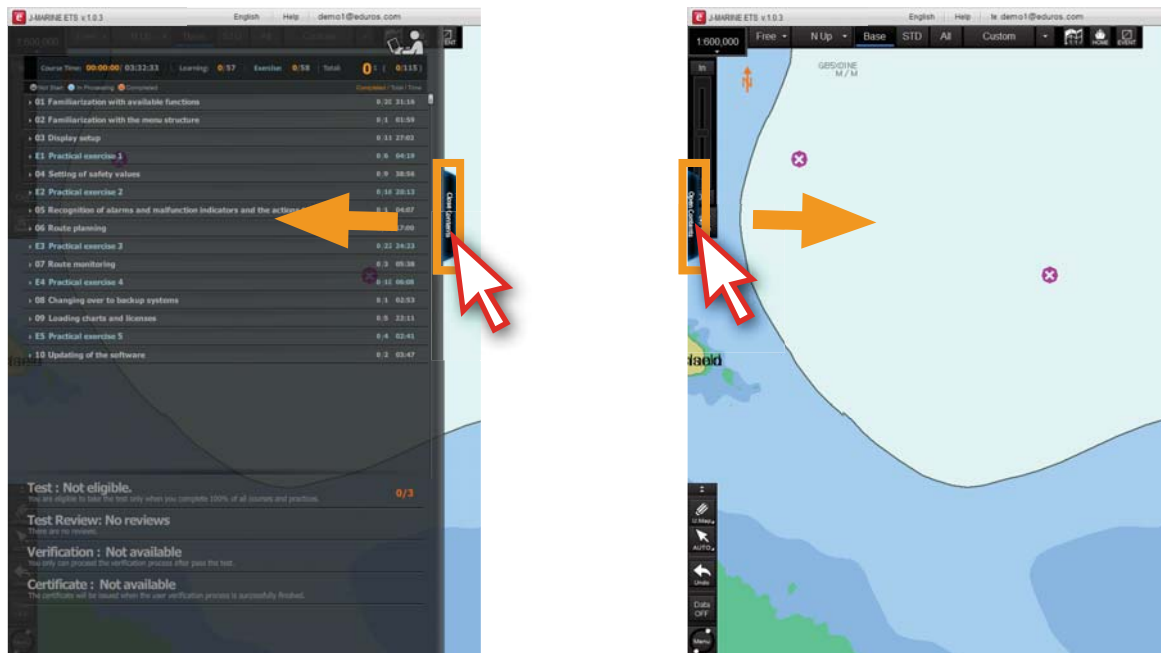 J-MARINE ETS v.1.0.3 English Help demo1@eduros.com
Course Time: 00:00:00 / 03:32:33 Learning: 0/57 Exercise: 0/58 Total: 0% ( 0/115 )
Not Start In Processing Completed Completed / Total / Time
01 Familiarization with available functions 31:16
02 Familiarization with the menu structure 0/1 01:59
03 Display setup 0/11 27:03
E1 Practical exercise 1 0/6 04:19
04 Setting of safety values 0/9 38:56
E2 Practical exercise 2 20:13
05 Recognition of alarms and malfunction indicators and the actions 0/1 04:07
06 Route planning
E3 Practical exercise 3 24:23
07 Route monitoring 0/3 05:38
E4 Practical exercise 4 06:08
08 Changing over to backup systems 0/1 02:53
09 Loading charts and licenses 0/5 22:11
E5 Practical exercise 5 0/4 02:41
10 Updating of the software 0/3 03:47
Close Contents
Test : Not eligible. 0/3
You are eligible to take the test only when you complete 100% of all courses and practices.
Test Review: No reviews
There are no reviews.
Verification : Not available
You only can proceed the verification process after pass the test.
Certificate : Not available
The certificate will be issued when the user verification process is successfully finished.
J-MARINE ETS v.1.0.3 English Help te demo1@eduros.com
1:600,000 Free N Up Base STD All Custom HOME EVENT
In
M / M
N
Open Contents
U.Map
AUTO
Undo
Data
OFF
Menu